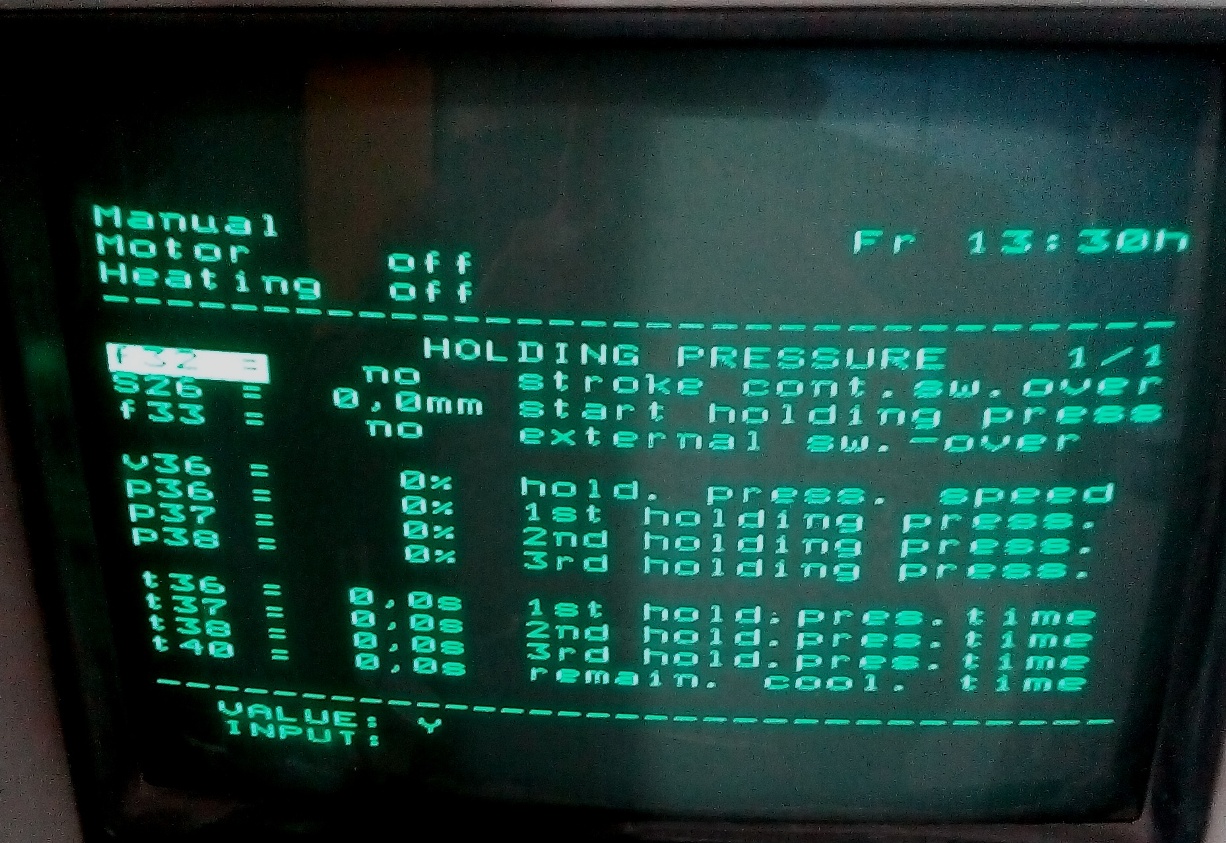 Manual
Motor off Fr 13:30h
Heating off
HOLDING PRESSURE 1/1
f32 = no stroke cont.sw.over
S26 = 0,0mm start holding press
f33 = no external sw.-over
v36 = 0% hold. press. speed
P36 = 0% 1st holding press.
P37 = 0% 2nd holding press.
P38 = 0% 3rd holding press.
t36 = 0,0s 1st hold.pres.time
t37 = 0,0s 2nd hold.pres.time
t38 = 0,0s 3rd hold.pres.time
t40 = 0,0s remain. cool. time
VALUE: Y
INPUT: